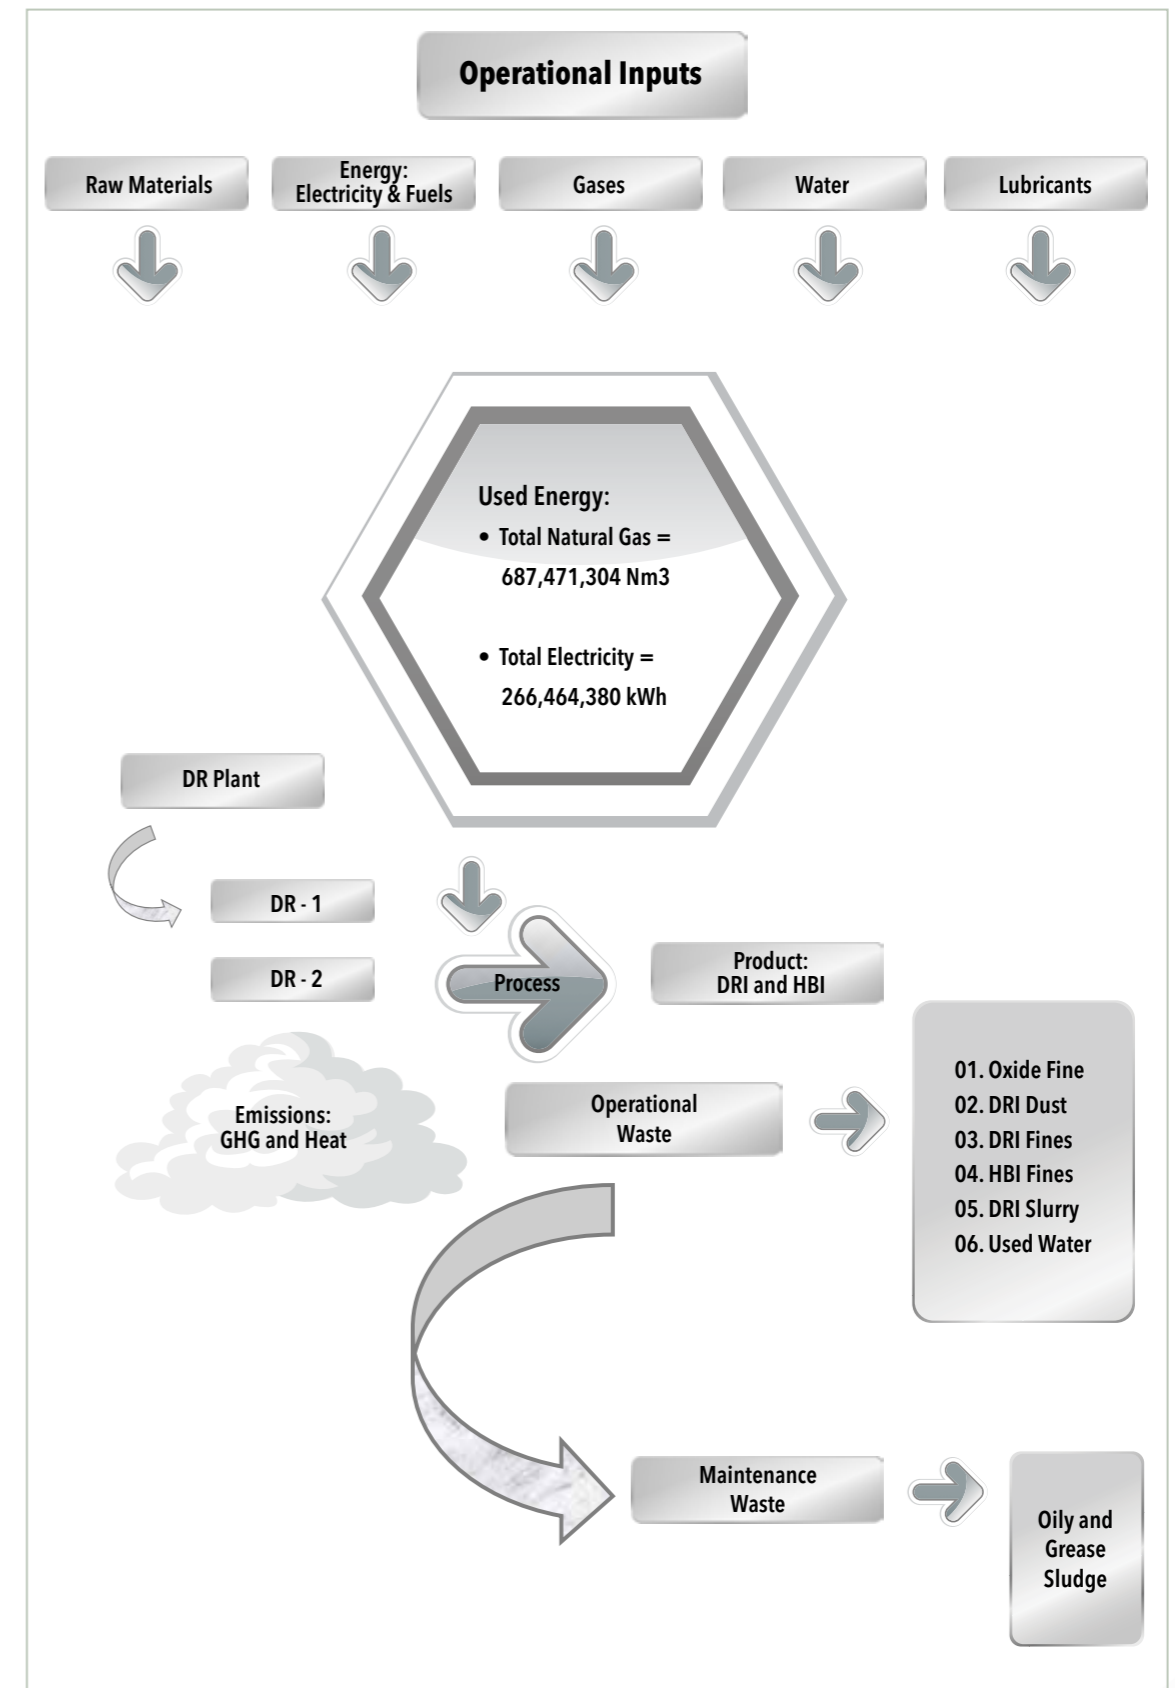 Operational Inputs
Raw Materials
Energy:
Electricity & Fuels
Gases
Water
Lubricants
Used Energy:
• Total Natural Gas =
687,471,304 Nm3
• Total Electricity =
266,464,380 kWh
DR Plant
DR - 1
DR - 2
Process
Product:
DRI and HBI
Emissions:
GHG and Heat
Operational
Waste
01. Oxide Fine
02. DRI Dust
03. DRI Fines
04. HBI Fines
05. DRI Slurry
06. Used Water
Maintenance
Waste
Oily and
Grease
Sludge